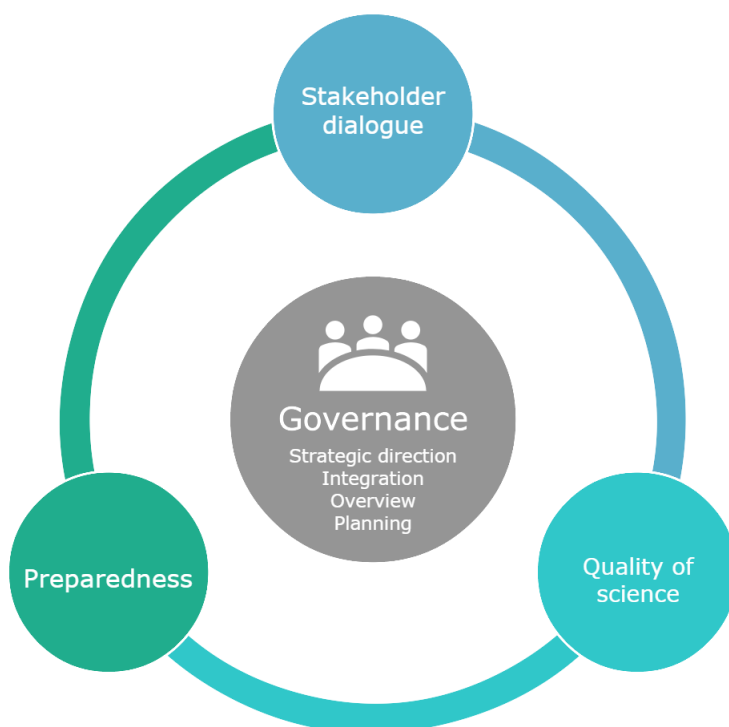 Stakeholder
dialogue
Governance
Strategic direction
Integration
Overview
Planning
Preparedness
Quality of
science